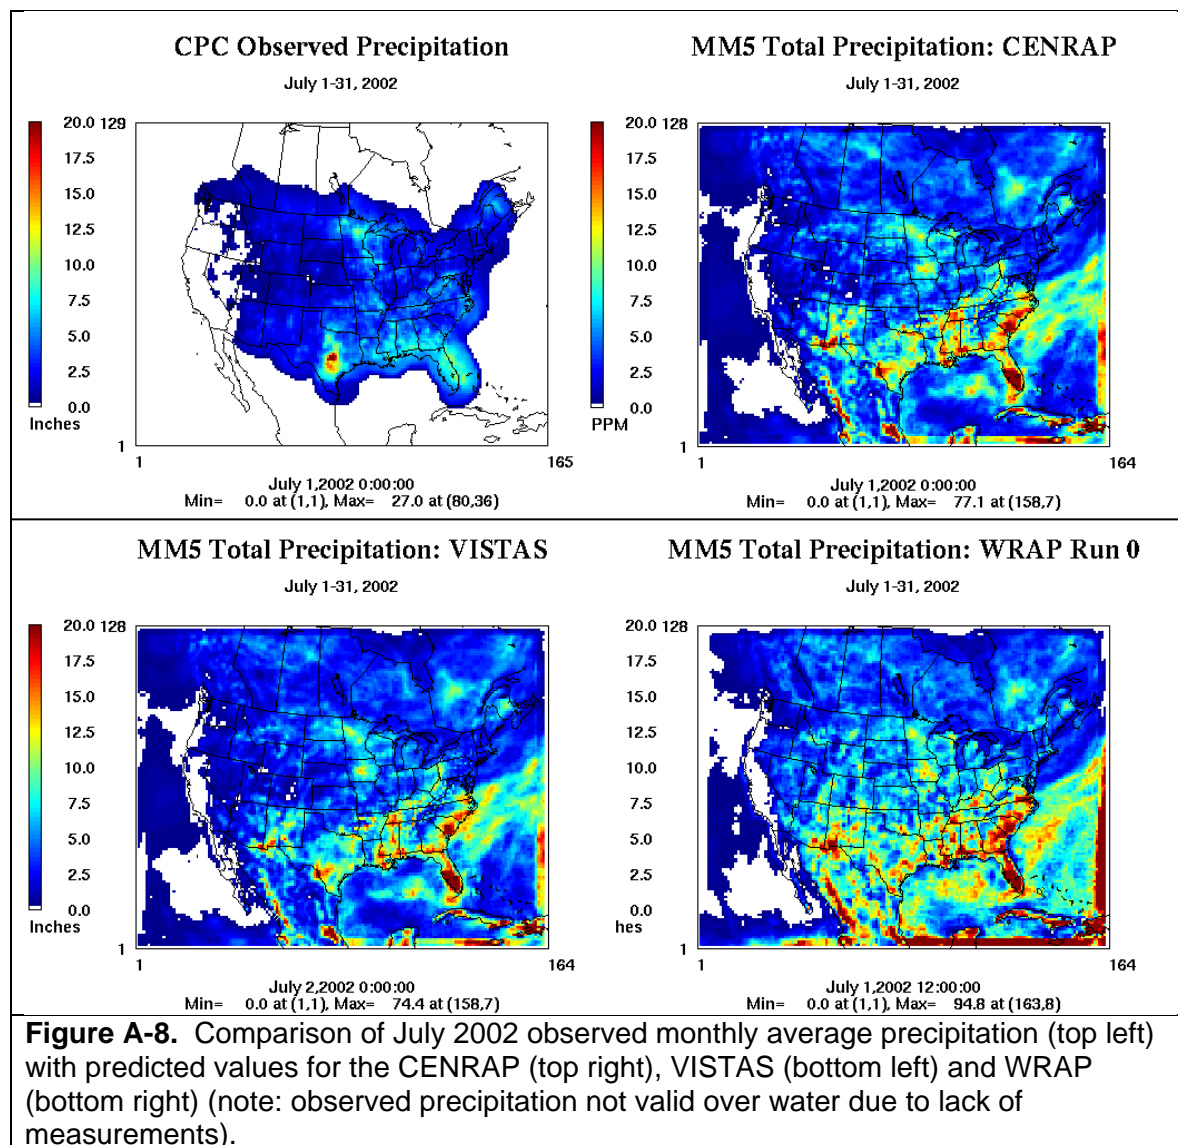 CPC Observed Precipitation
July 1-31, 2002
20.0
17.5
15.0
12.5
10.0
7.5
5.0
2.5
0.0
Inches
129
1
1
165
July 1,2002 0:00:00
Min= 0.0 at (1,1), Max= 27.0 at (80,36)
MM5 Total Precipitation: CENRAP
July 1-31, 2002
20.0
17.5
15.0
12.5
10.0
7.5
5.0
2.5
0.0
PPM
128
1
1
164
July 1,2002 0:00:00
Min= 0.0 at (1,1), Max= 77.1 at (158,7)
MM5 Total Precipitation: VISTAS
July 1-31, 2002
20.0
17.5
15.0
12.5
10.0
7.5
5.0
2.5
0.0
Inches
128
1
1
164
July 2,2002 0:00:00
Min= 0.0 at (1,1), Max= 74.4 at (158,7)
MM5 Total Precipitation: WRAP Run 0
July 1-31, 2002
20.0
17.5
15.0
12.5
10.0
7.5
5.0
2.5
0.0
hes
128
1
1
164
July 1,2002 12:00:00
Min= 0.0 at (1,1), Max= 94.8 at (163,8)
Figure A-8. Comparison of July 2002 observed monthly average precipitation (top left)
with predicted values for the CENRAP (top right), VISTAS (bottom left) and WRAP
(bottom right) (note: observed precipitation not valid over water due to lack of
measurements).